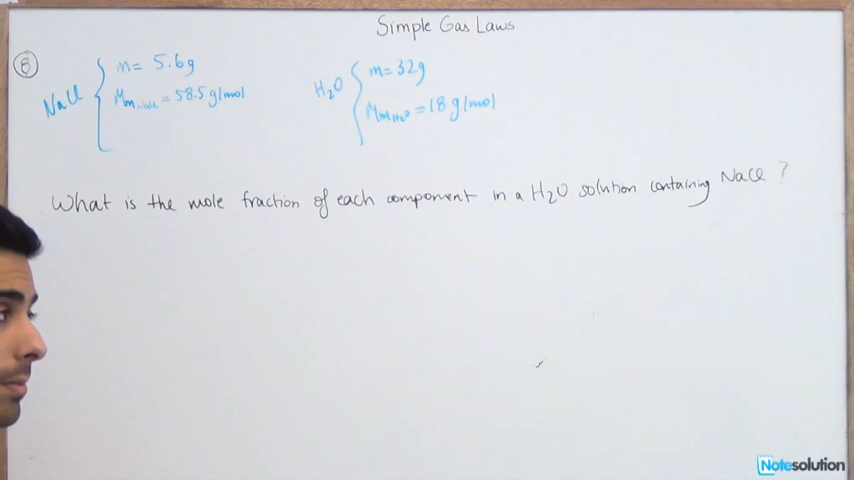 Simple Gas Laws
8
NaCl
m= 5.6g
Mm NaCl = 58.5 g/mol
H2O
m= 32g
Mm H2O = 18 g/mol
What is the mole fraction of each component in a H2O solution containing NaCl ?
Notesolution